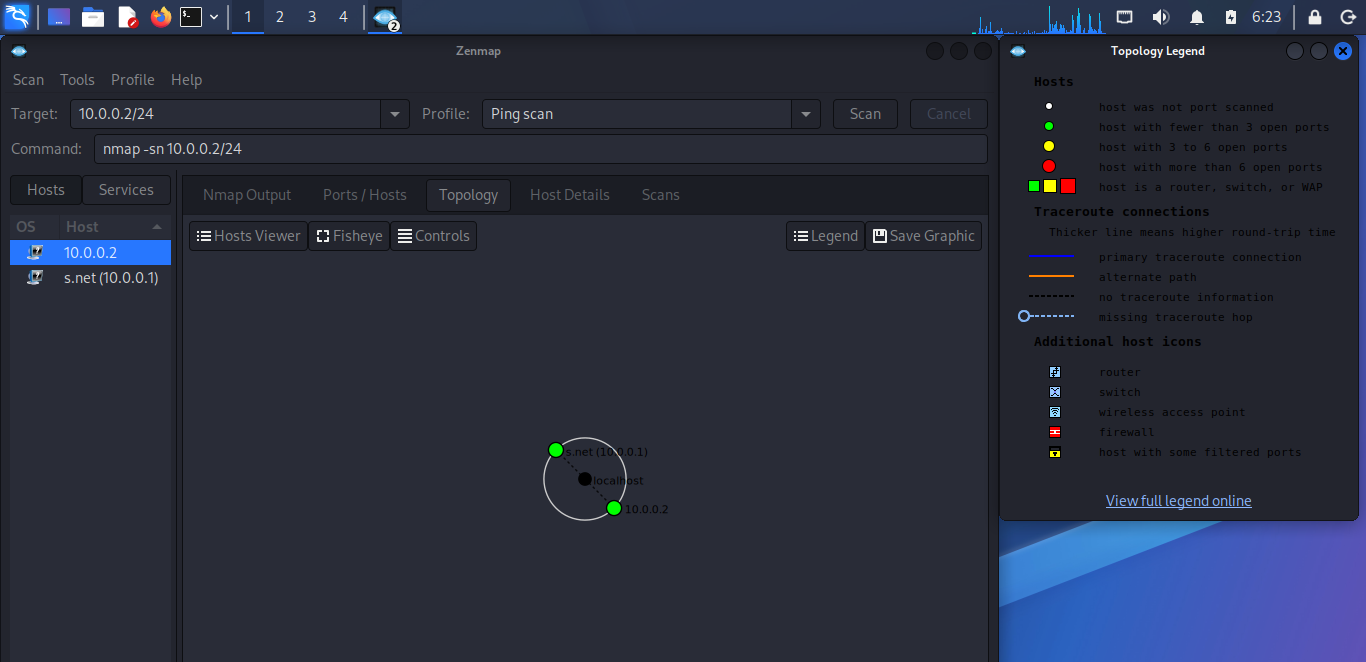 1 2 3 4 2 6:23
Zenmap
Scan Tools Profile Help
Target: 10.0.0.2/24 Profile: Ping scan Scan Cancel
Command: nmap -sn 10.0.0.2/24
Hosts Services
Nmap Output Ports / Hosts Topology Host Details Scans
OS Host
10.0.0.2
s.net (10.0.0.1)
Hosts Viewer Fisheye Controls Legend Save Graphic
s.net (10.0.0.1)
localhost
10.0.0.2
Topology Legend
Hosts
host was not port scanned
host with fewer than 3 open ports
host with 3 to 6 open ports
host with more than 6 open ports
host is a router, switch, or WAP
Traceroute connections
Thicker line means higher round-trip time
primary traceroute connection
alternate path
no traceroute information
missing traceroute hop
Additional host icons
router
switch
wireless access point
firewall
host with some filtered ports
View full legend online